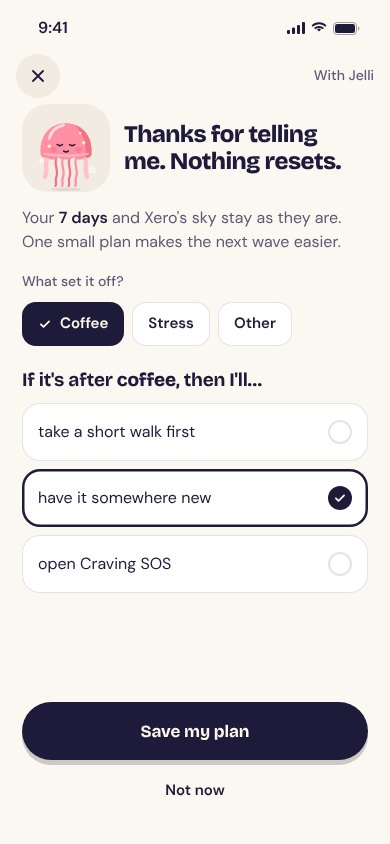 9:41
With Jelli
Thanks for telling
me. Nothing resets.
Your 7 days and Xero's sky stay as they are.
One small plan makes the next wave easier.
What set it off?
Coffee
Stress
Other
If it's after coffee, then I'll...
take a short walk first
have it somewhere new
open Craving SOS
Save my plan
Not now